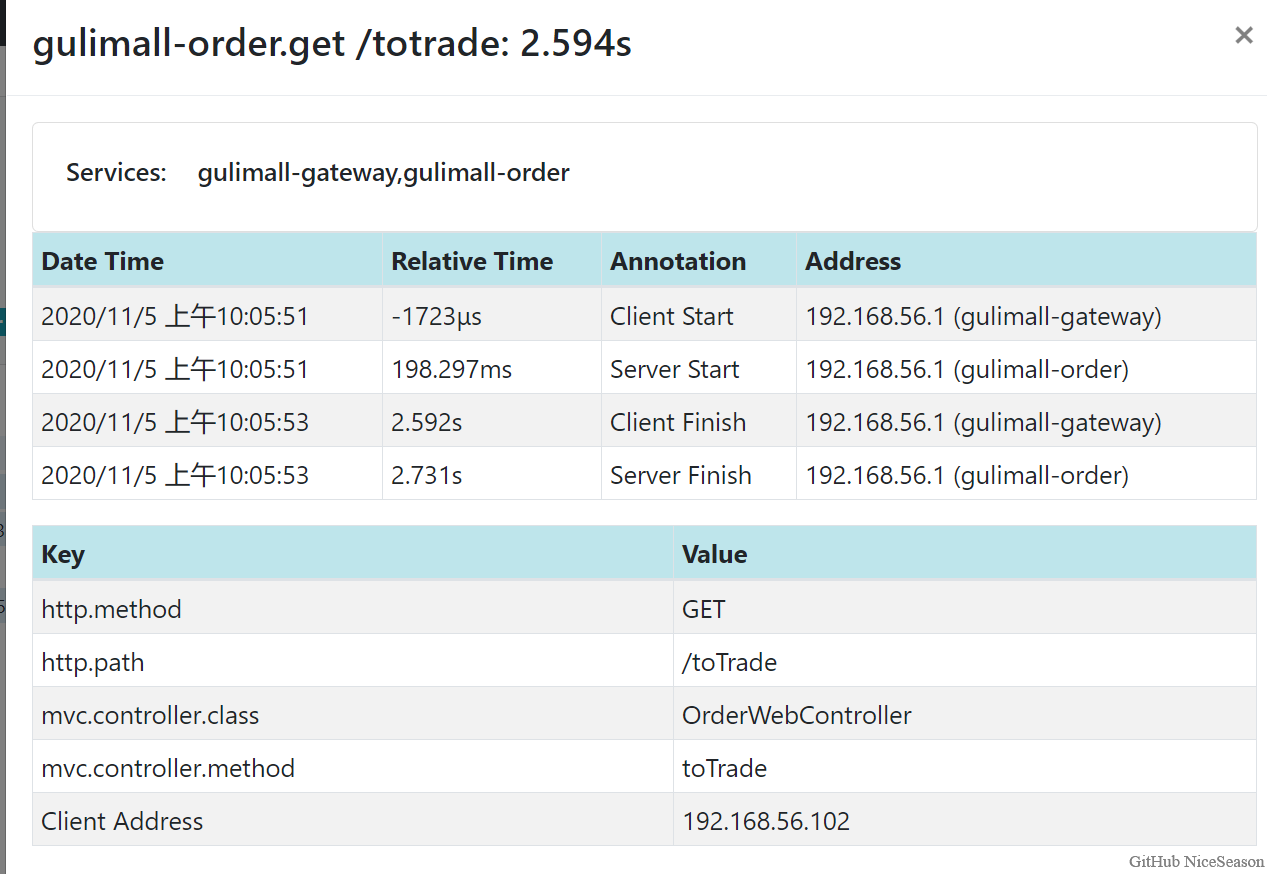 gulimall-order.get /totrade: 2.594s ×
Services: gulimall-gateway,gulimall-order
Date Time Relative Time Annotation Address
2020/11/5 上午10:05:51 -1723μs Client Start 192.168.56.1 (gulimall-gateway)
2020/11/5 上午10:05:51 198.297ms Server Start 192.168.56.1 (gulimall-order)
2020/11/5 上午10:05:53 2.592s Client Finish 192.168.56.1 (gulimall-gateway)
2020/11/5 上午10:05:53 2.731s Server Finish 192.168.56.1 (gulimall-order)
Key Value
http.method GET
http.path /toTrade
mvc.controller.class OrderWebController
mvc.controller.method toTrade
Client Address 192.168.56.102
GitHub NiceSeason